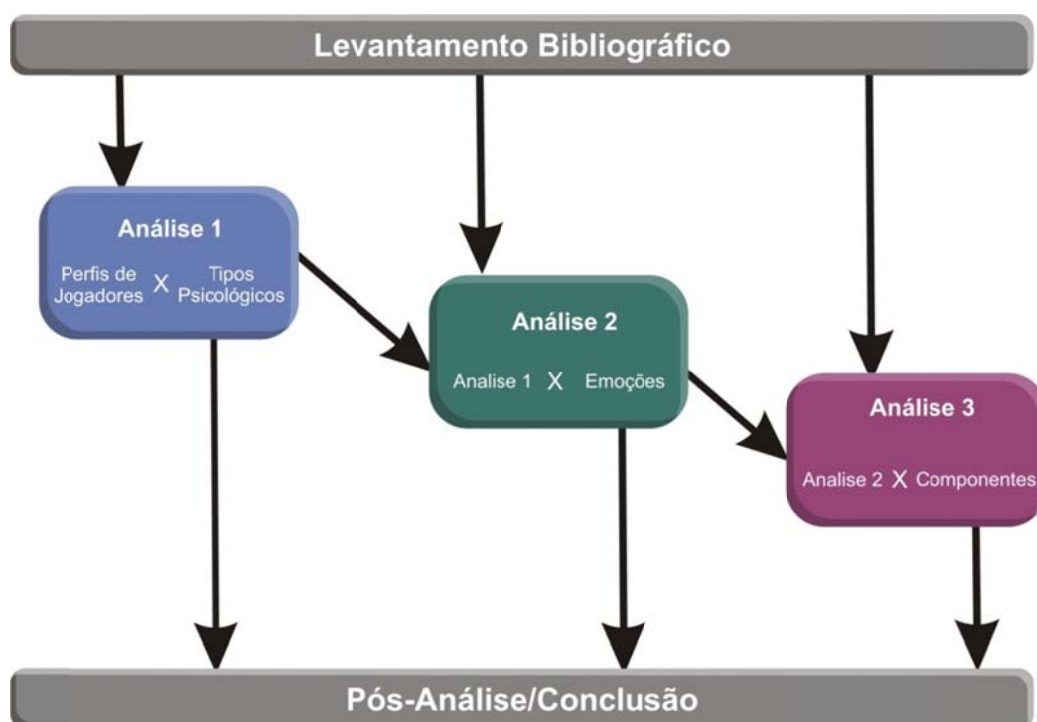 Levantamento Bibliográfico
Análise 1
Perfis de Jogadores X Tipos Psicológicos
Análise 2
Analise 1 X Emoções
Análise 3
Analise 2 X Componentes
Pós-Análise/Conclusão